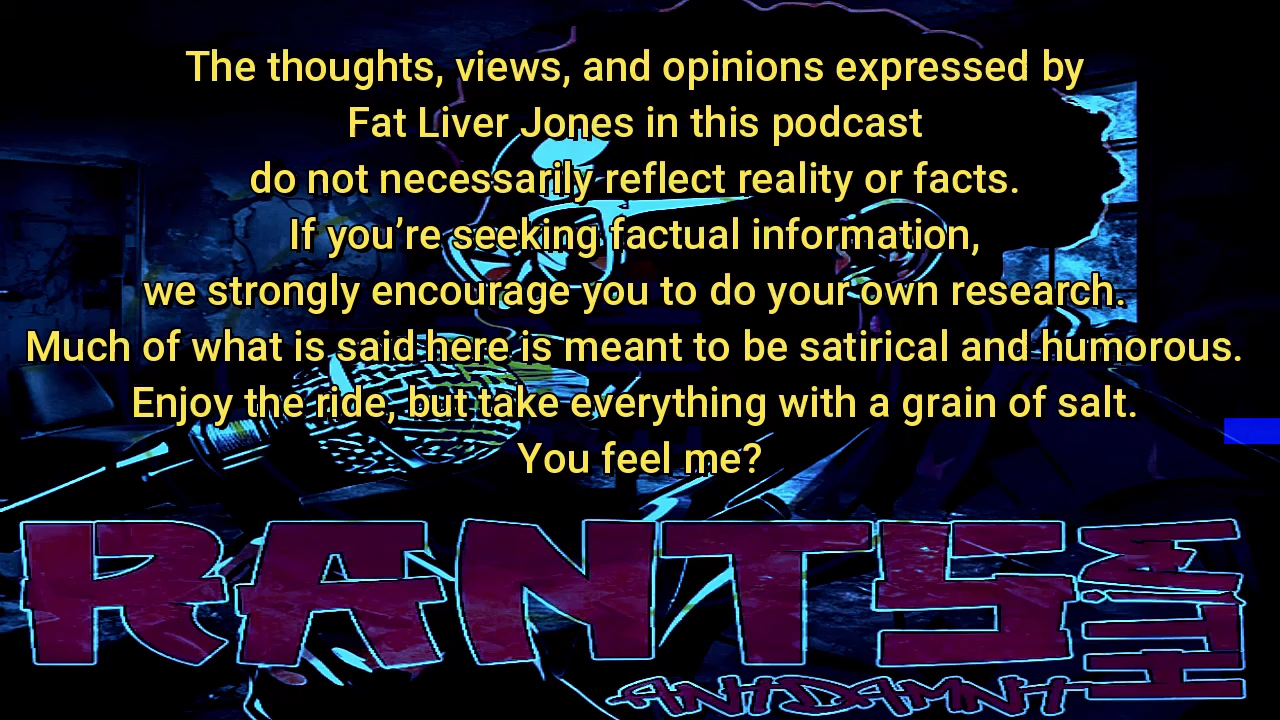 The thoughts, views, and opinions expressed by
Fat Liver Jones in this podcast
do not necessarily reflect reality or facts.
If you’re seeking factual information,
we strongly encourage you to do your own research.
Much of what is said here is meant to be satirical and humorous.
Enjoy the ride, but take everything with a grain of salt.
You feel me?
RANTS